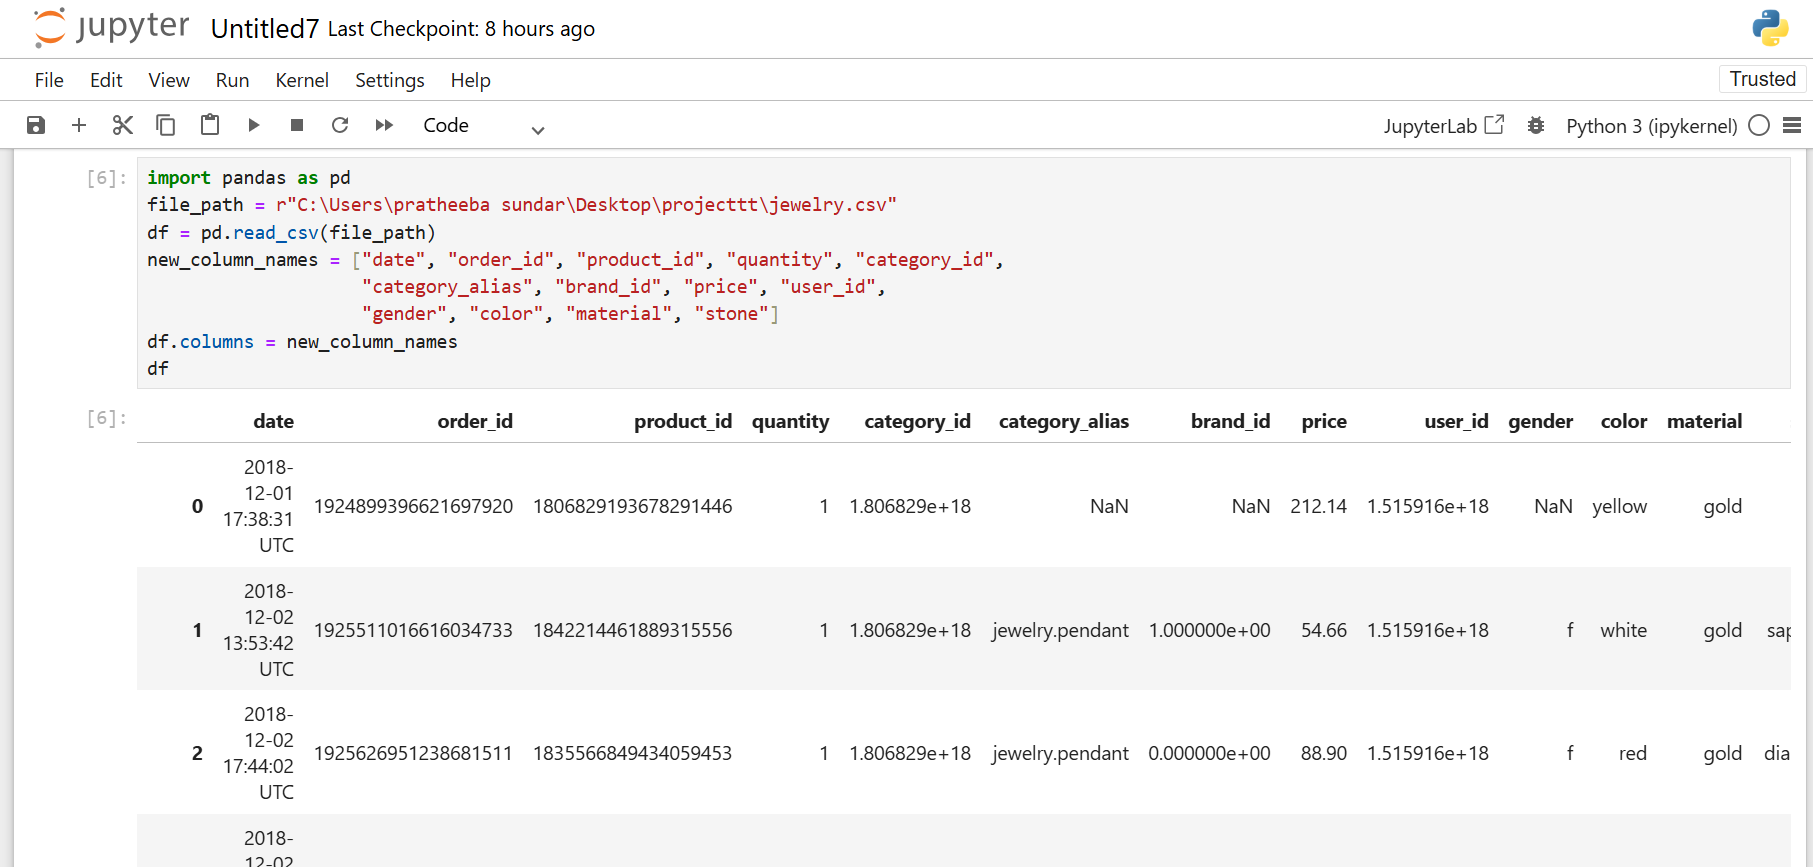 jupyter Untitled7 Last Checkpoint: 8 hours ago
File Edit View Run Kernel Settings Help Trusted
Code JupyterLab Python 3 (ipykernel)
[6]: import pandas as pd
file_path = r"C:\Users\pratheeba sundar\Desktop\projecttt\jewelry.csv"
df = pd.read_csv(file_path)
new_column_names = ["date", "order_id", "product_id", "quantity", "category_id",
"category_alias", "brand_id", "price", "user_id",
"gender", "color", "material", "stone"]
df.columns = new_column_names
df
[6]: date order_id product_id quantity category_id category_alias brand_id price user_id gender color material
2018-
12-01
0 17:38:31 1924899396621697920 1806829193678291446 1 1.806829e+18 NaN NaN 212.14 1.515916e+18 NaN yellow gold
UTC
2018-
12-02
1 13:53:42 1925511016616034733 1842214461889315556 1 1.806829e+18 jewelry.pendant 1.000000e+00 54.66 1.515916e+18 f white gold sap
UTC
2018-
12-02
2 17:44:02 1925626951238681511 1835566849434059453 1 1.806829e+18 jewelry.pendant 0.000000e+00 88.90 1.515916e+18 f red gold dia
UTC
2018-
12-02